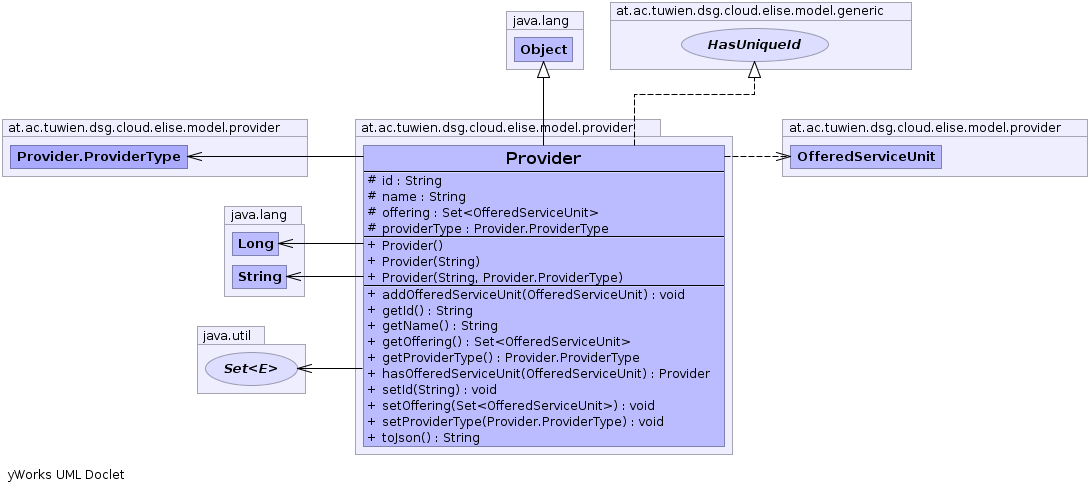 at.ac.tuwien.dsg.cloud.elise.model.generic
HasUniqueId
java.lang
Object
at.ac.tuwien.dsg.cloud.elise.model.provider
Provider.ProviderType
at.ac.tuwien.dsg.cloud.elise.model.provider
Provider
# id : String
# name : String
# offering : Set<OfferedServiceUnit>
# providerType : Provider.ProviderType
+ Provider()
+ Provider(String)
+ Provider(String, Provider.ProviderType)
+ addOfferedServiceUnit(OfferedServiceUnit) : void
+ getId() : String
+ getName() : String
+ getOffering() : Set<OfferedServiceUnit>
+ getProviderType() : Provider.ProviderType
+ hasOfferedServiceUnit(OfferedServiceUnit) : Provider
+ setId(String) : void
+ setOffering(Set<OfferedServiceUnit>) : void
+ setProviderType(Provider.ProviderType) : void
+ toJson() : String
at.ac.tuwien.dsg.cloud.elise.model.provider
OfferedServiceUnit
java.lang
Long
String
java.util
Set<E>
yWorks UML Doclet